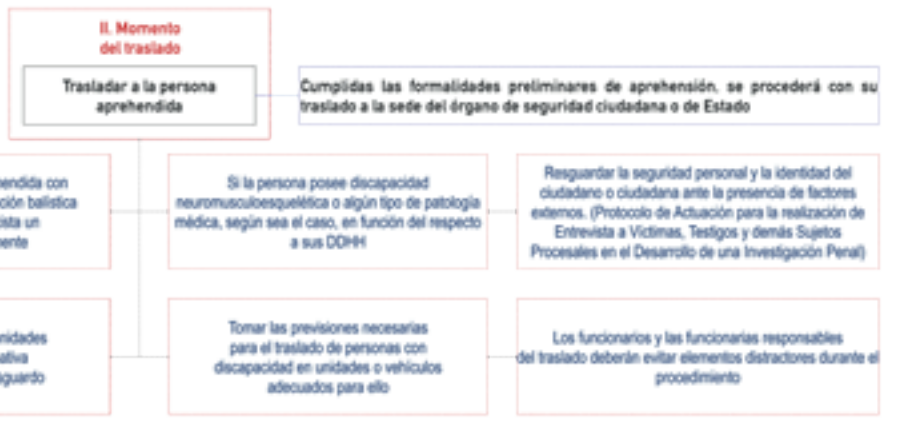 II. Momento
del traslado
Trasladar a la persona
aprehendida
Cumplidas las formalidades preliminares de aprehensión, se procederá con su
traslado a la sede del órgano de seguridad ciudadana o de Estado
con
balística
un
Si la persona posee discapacidad
neuromusculoesquelética o algún tipo de patología
médica, según sea el caso, en función del respecto
a sus DDHH
Resguardar la seguridad personal y la identidad del
ciudadano o ciudadana ante la presencia de factores
externos. (Protocolo de Actuación para la realización de
Entrevista a Víctimas, Testigos y demás Sujetos
Procesales en el Desarrollo de una Investigación Penal)
Tomar las previsiones necesarias
para el traslado de personas con
discapacidad en unidades o vehículos
adecuados para ello
Los funcionarios y las funcionarias responsables
del traslado deberán evitar elementos distractores durante el
procedimiento